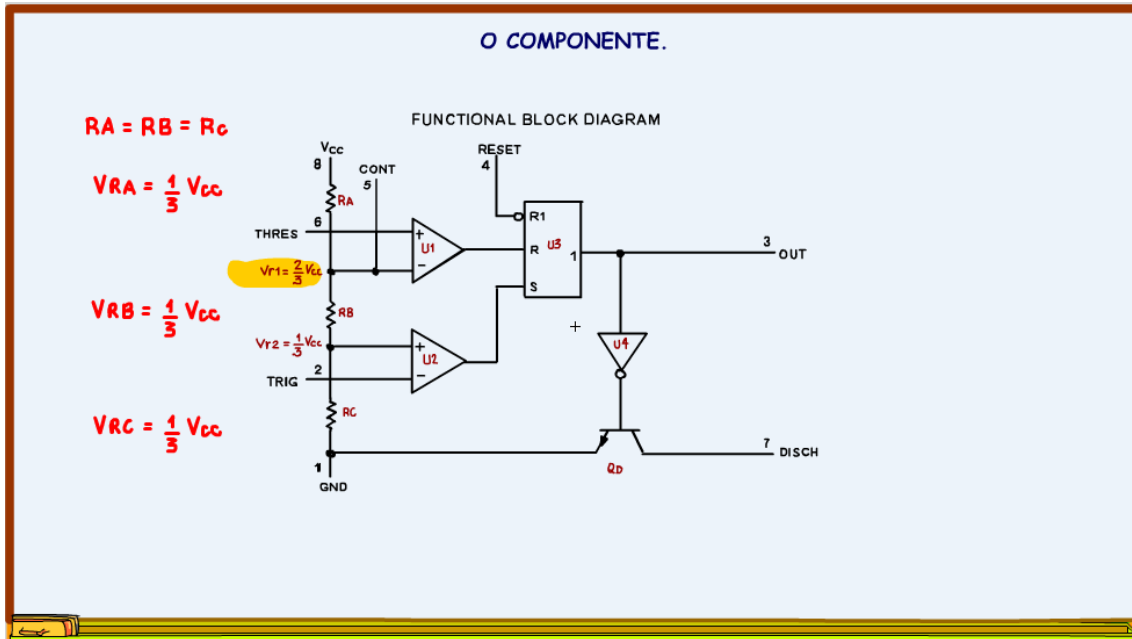 O COMPONENTE.
FUNCTIONAL BLOCK DIAGRAM
RA = RB = Rc
VRA = 1/3 Vcc
VRB = 1/3 Vcc
VRC = 1/3 Vcc
Vcc
8
CONT
5
RESET
4
RA
THRES
6
+
U1
-
R1
R
U3
1
S
3
OUT
Vr1 = 2/3 Vcc
RB
Vr2 = 1/3 Vcc
+
U2
-
U4
TRIG
2
RC
7
DISCH
QD
1
GND